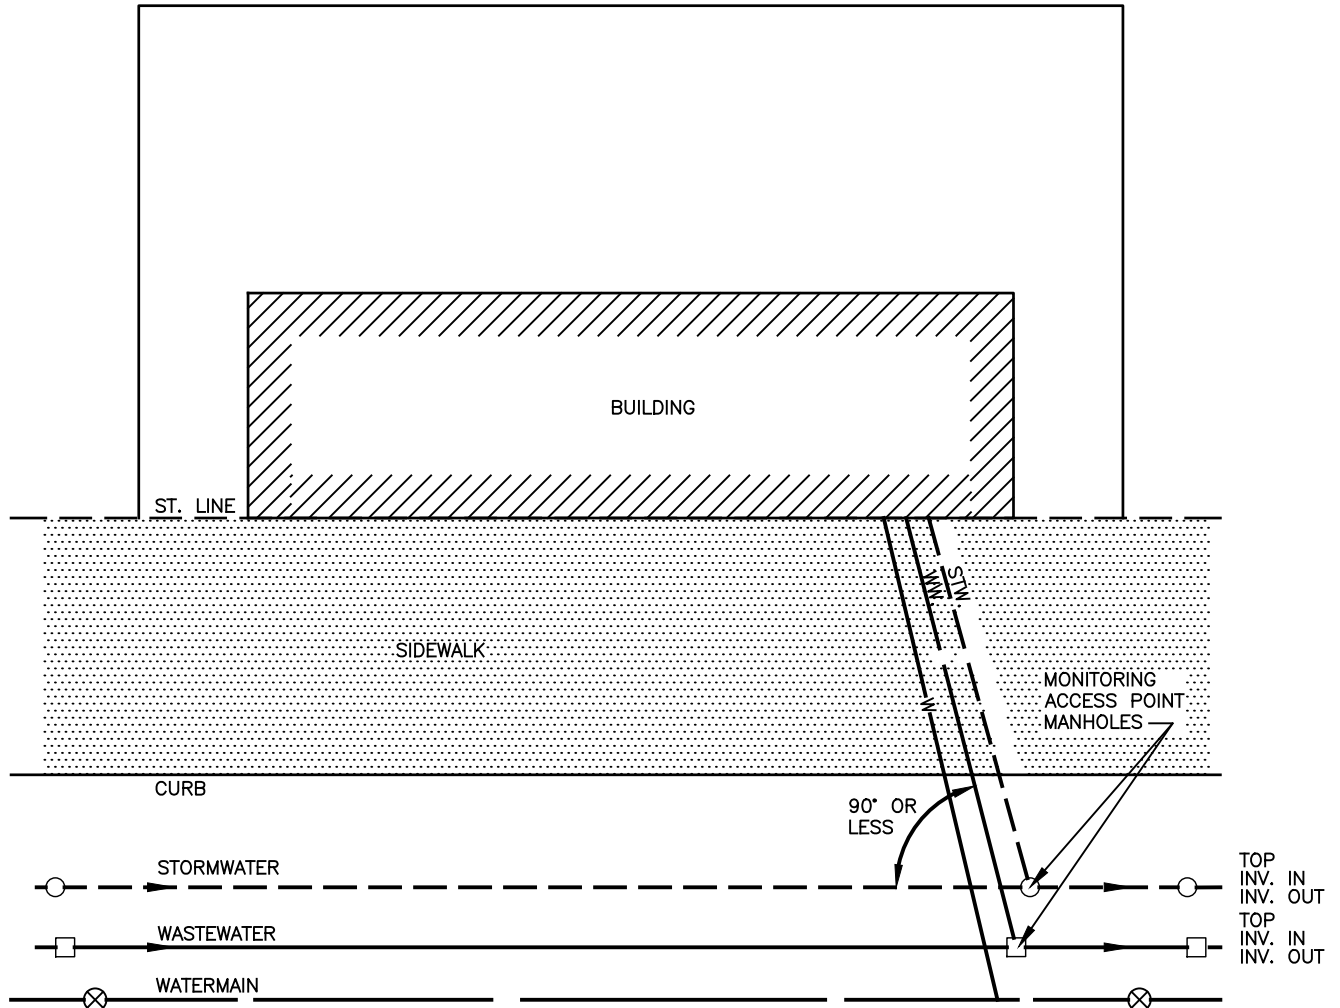 BUILDING
ST. LINE
STW.
WW.
SIDEWALK
MONITORING
ACCESS POINT
MANHOLES
W
CURB
90° OR
LESS
STORMWATER
TOP
INV. IN
INV. OUT
WASTEWATER
TOP
INV. IN
INV. OUT
WATERMAIN